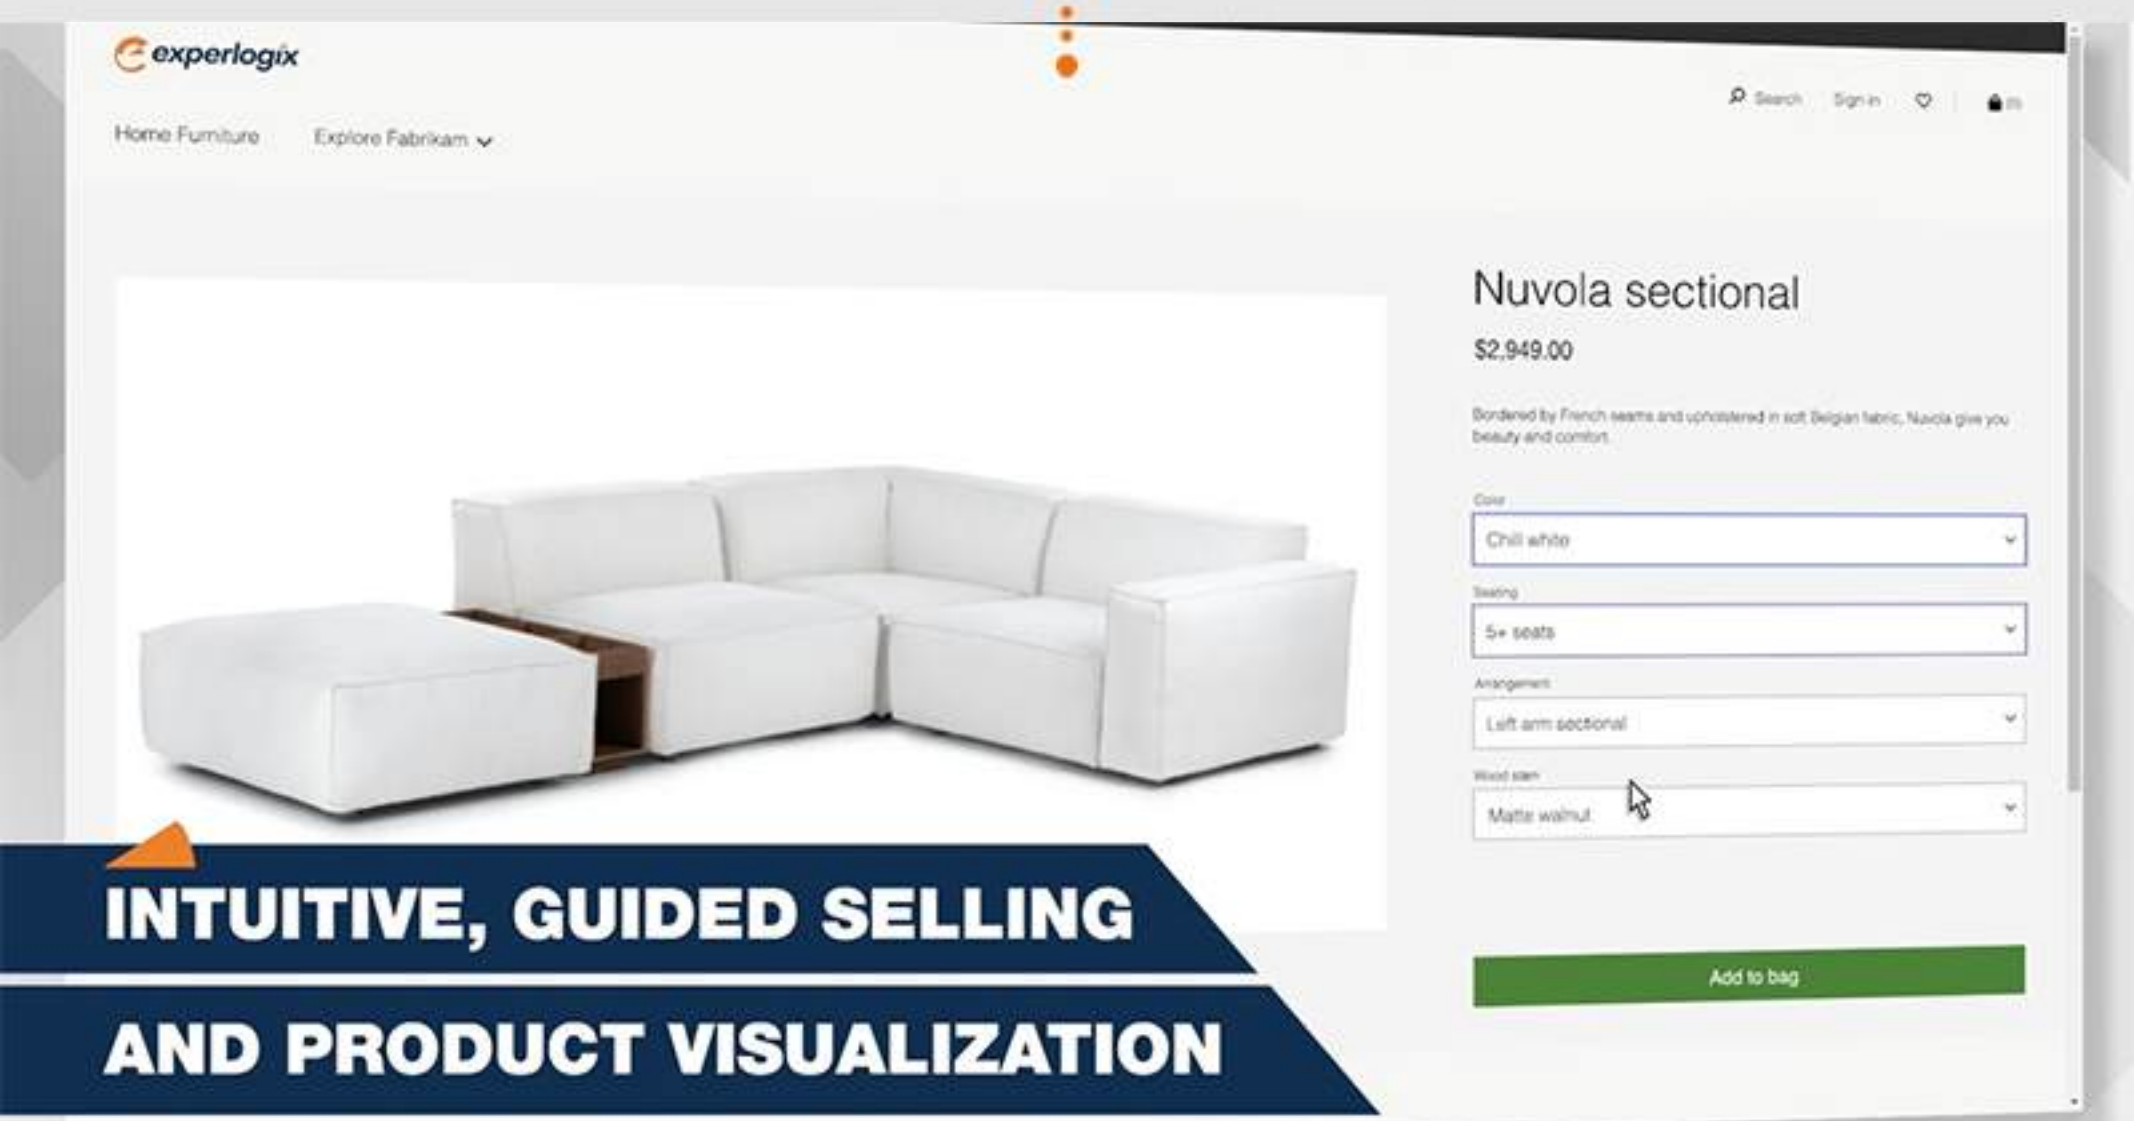 experlogix
Search
Sign in
(0)
Home Furniture
Explore Fabrikam
Nuvola sectional
$2,949.00
Bordered by French seams and upholstered in soft Belgian fabric, Nuvola give you
beauty and comfort.
Color
Chill white
Seating
5+ seats
Arrangement
Left arm sectional
Wood stain
Matte walnut
Add to bag
INTUITIVE, GUIDED SELLING
AND PRODUCT VISUALIZATION